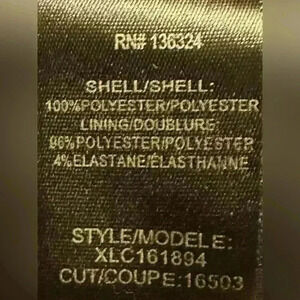 RN# 136324
SHELL/SHELL:
100%POLYESTER/POLYESTER
LINING/DOUBLURE
96%POLYESTER/POLYESTER
4%ELASTANE/ÉLASTHANNE
STYLE/MODELE:
XLC161894
CUT/COUPE:16503